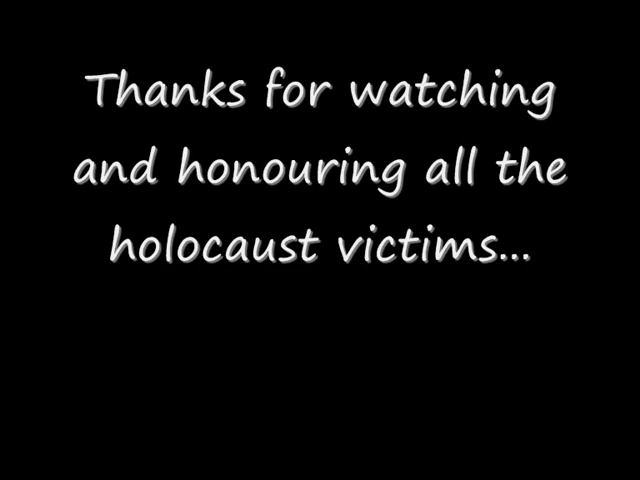 Thanks for watching
and honouring all the
holocaust victims...